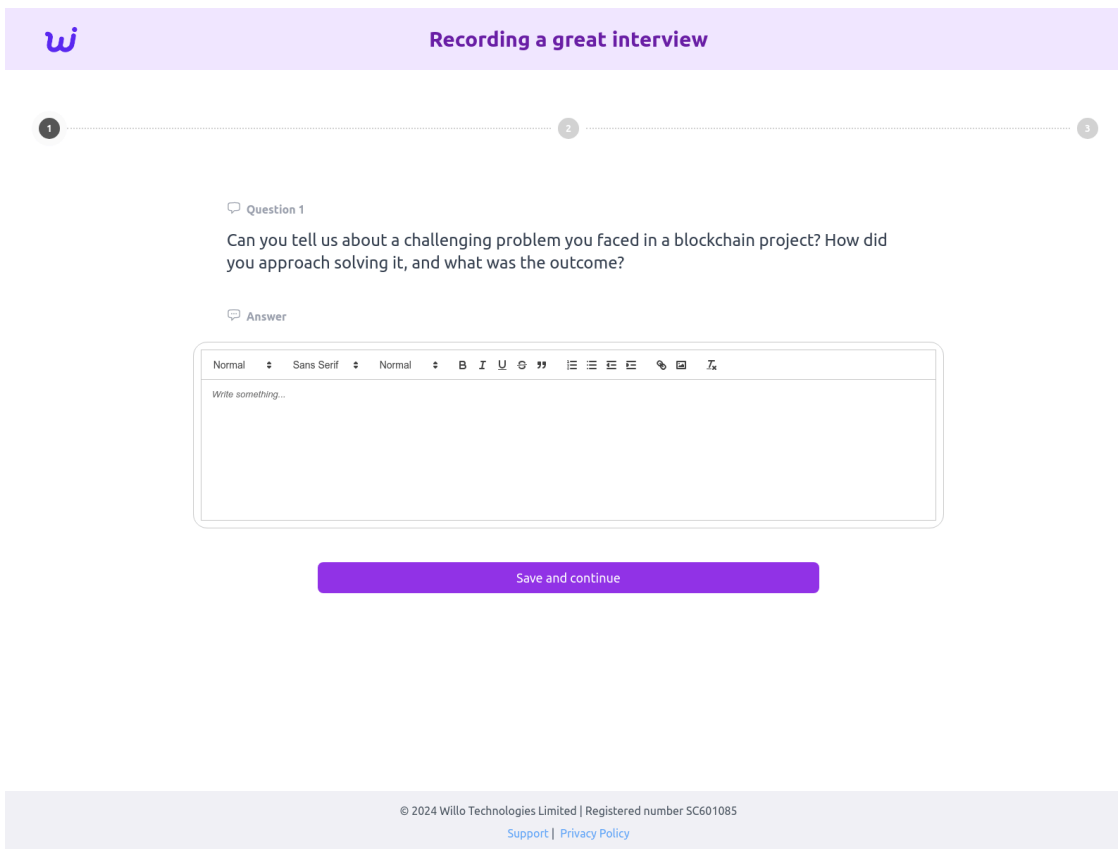 wi
Recording a great interview
1
2
3
Question 1
Can you tell us about a challenging problem you faced in a blockchain project? How did
you approach solving it, and what was the outcome?
Answer
Normal Sans Serif Normal B I U S
Write something...
Save and continue
© 2024 Willo Technologies Limited | Registered number SC601085
Support | Privacy Policy